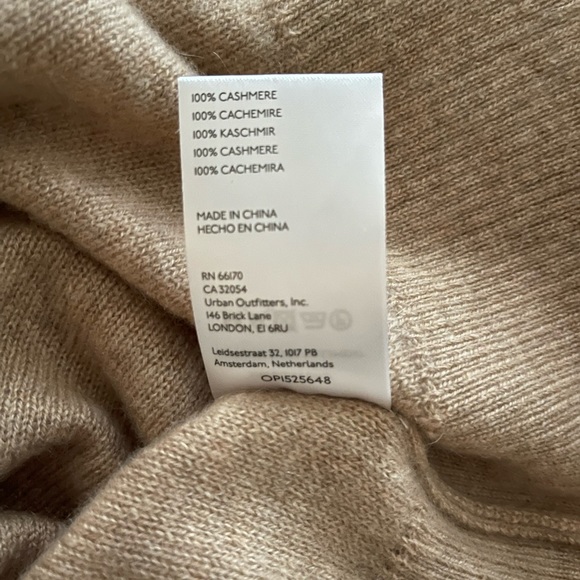 100% CASHMERE
100% CACHEMIRE
100% KASCHMIR
100% CASHMERE
100% CACHEMIRA
MADE IN CHINA
HECHO EN CHINA
RN 66170
CA 32054
Urban Outfitters, Inc.
146 Brick Lane
LONDON, E1 6RU
Leidsestraat 32, 1017 PB
Amsterdam, Netherlands
OP1525648